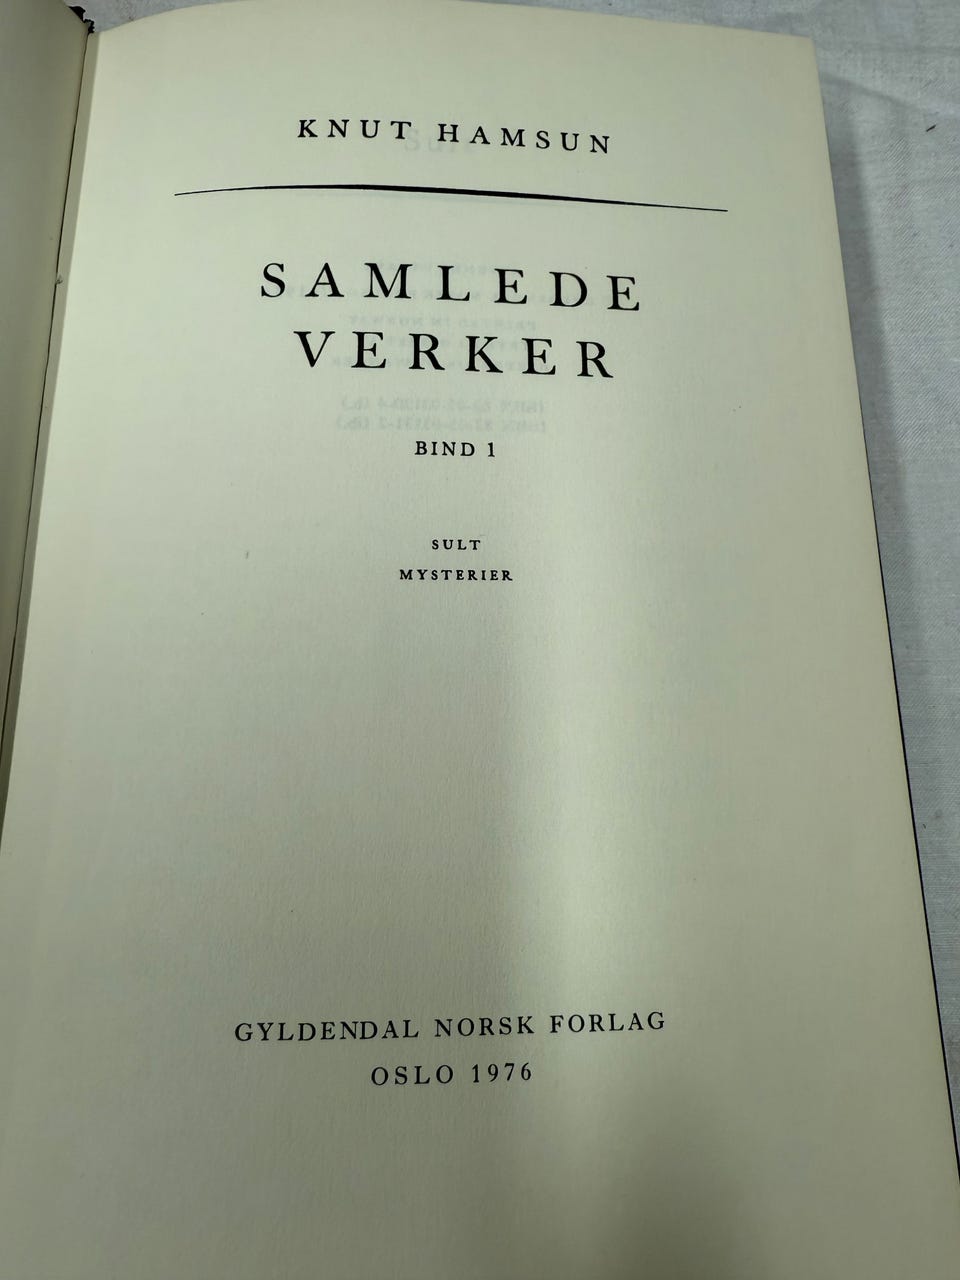 KNUT HAMSUN
SAMLEDE
VERKER
BIND 1
SULT
MYSTERIER
GYLDENDAL NORSK FORLAG
OSLO 1976